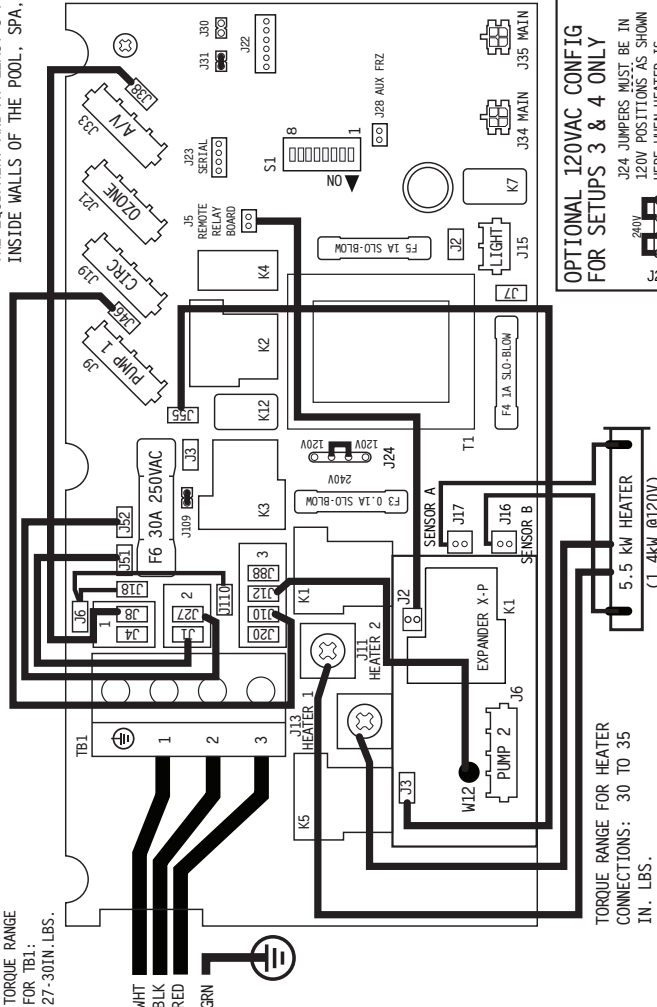 INSIDE WALLS OF THE POOL, SPA,
J38
J33
A/V
J21
OZONE
J19
CIRC
J46
J9
PUMP 1
J30
J31
J22
J23
SERIAL
J28 AUX FRZ
J35 MAIN
J34 MAIN
S1
8
1
ON
J5
REMOTE
RELAY
BOARD
K4
K2
K12
J55
J3
F5 1A SLO-BLOW
J2
LIGHT
J15
K7
J7
F4 1A SLO-BLOW
T1
OPTIONAL 120VAC CONFIG
FOR SETUPS 3 & 4 ONLY
J24 JUMPERS MUST BE IN
120V POSITIONS AS SHOWN
240V
120V
120V
240V
J24
F6 30A 250VAC
J109
K3
F3 0.1A SLO-BLOW
J52
J51
J18
J6
J110
1
J8
J4
2
J27
J1
3
J88
J12
J10
J20
K1
SENSOR A
J17
J16
SENSOR B
J2
EXPANDER X-P
K1
J11
HEATER 2
J13
HEATER 1
K5
J3
W12
J6
PUMP 2
TB1
1
2
3
TORQUE RANGE
FOR TB1:
27-30IN.LBS.
WHT
BLK
RED
GRN
5.5 kW HEATER
(1.4kW @120V)
TORQUE RANGE FOR HEATER
CONNECTIONS: 30 TO 35
IN. LBS.